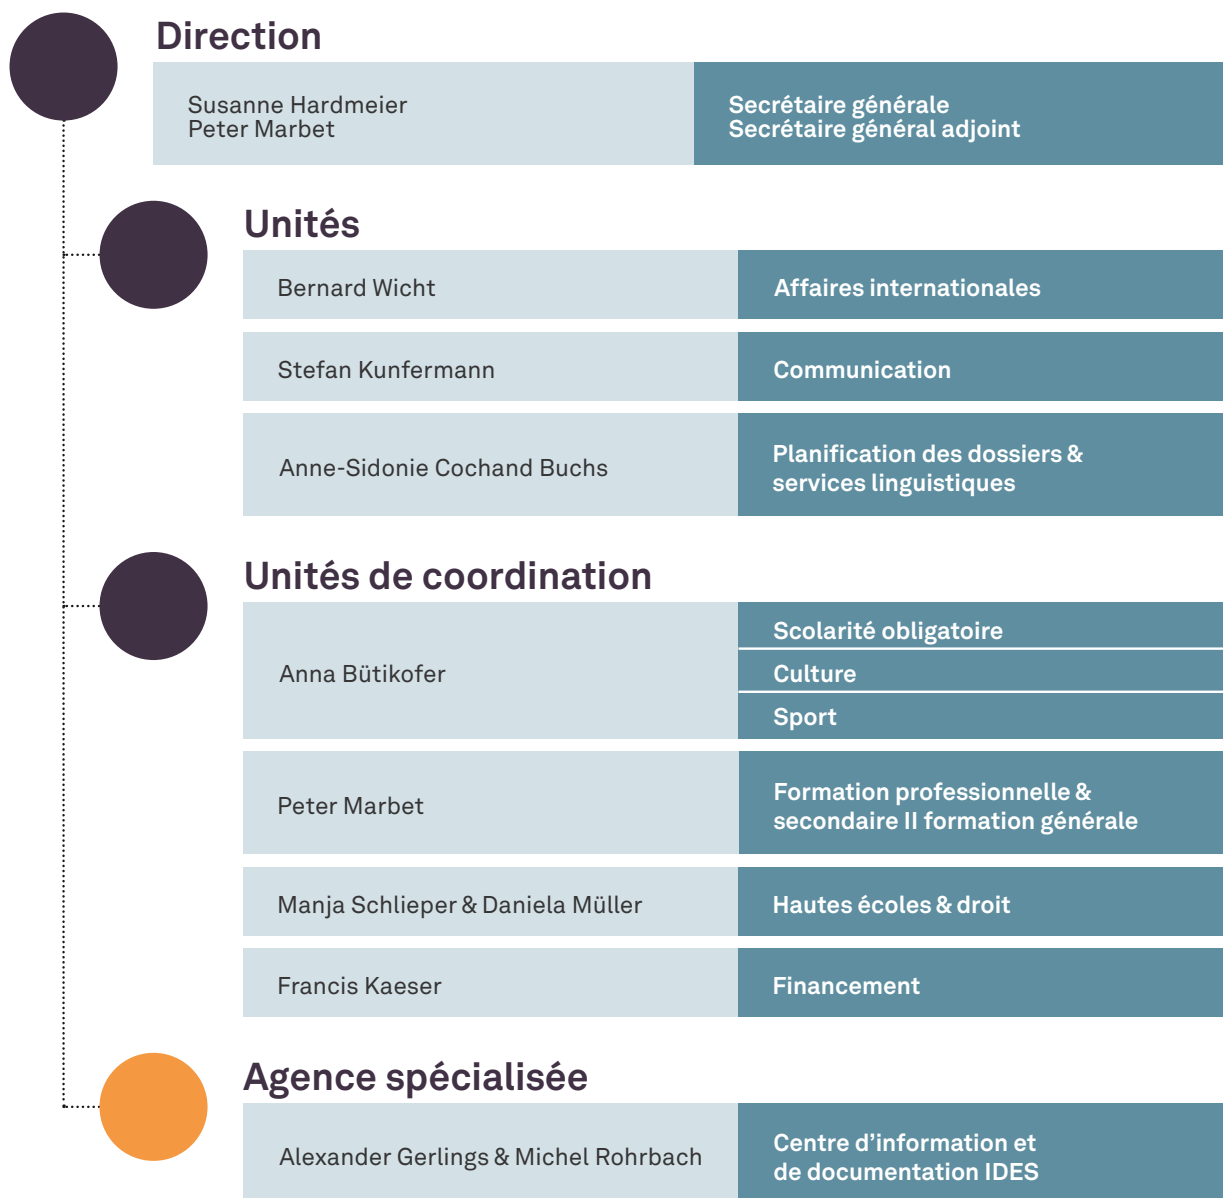 Direction
Susanne Hardmeier
Peter Marbet
Secrétaire générale
Secrétaire général adjoint
Unités
Bernard Wicht
Affaires internationales
Stefan Kunfermann
Communication
Anne-Sidonie Cochand Buchs
Planification des dossiers &
services linguistiques
Unités de coordination
Anna Bütikofer
Scolarité obligatoire
Culture
Sport
Peter Marbet
Formation professionnelle &
secondaire II formation générale
Manja Schlieper & Daniela Müller
Hautes écoles & droit
Francis Kaeser
Financement
Agence spécialisée
Alexander Gerlings & Michel Rohrbach
Centre d’information et
de documentation IDES